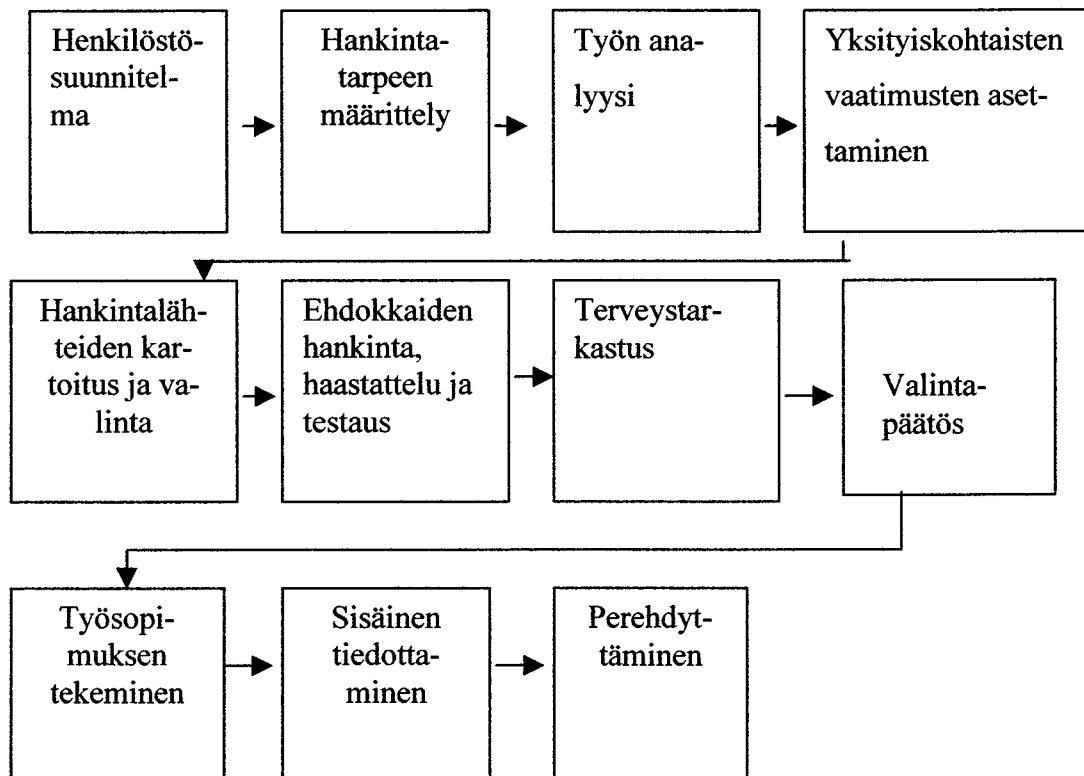 Henkilöstö-
suunnitel-
ma
Hankinta-
tarpeen
määrittely
Työn ana-
lyysi
Yksityiskohtaisten
vaatimusten aset-
taminen
Hankintaläh-
teiden kar-
toitus ja va-
linta
Ehdokkaiden
hankinta,
haastattelu ja
testaus
Terveystar-
kastus
Valinta-
päätös
Työsopi-
muksen
tekeminen
Sisäinen
tiedotta-
minen
Perehdyt-
täminen